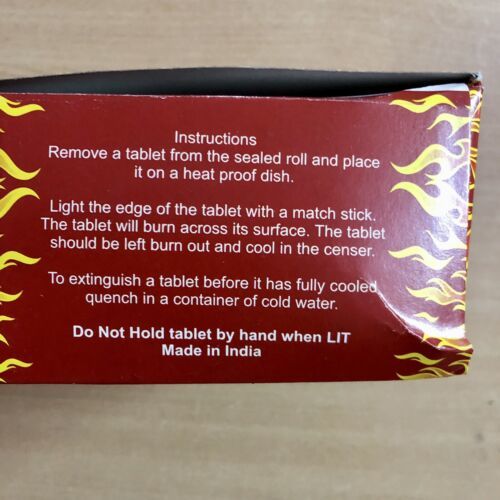 Instructions
Remove a tablet from the sealed roll and place
it on a heat proof dish.
Light the edge of the tablet with a match stick.
The tablet will burn across its surface. The tablet
should be left burn out and cool in the censer.
To extinguish a tablet before it has fully cooled
quench in a container of cold water.
Do Not Hold tablet by hand when LIT
Made in India